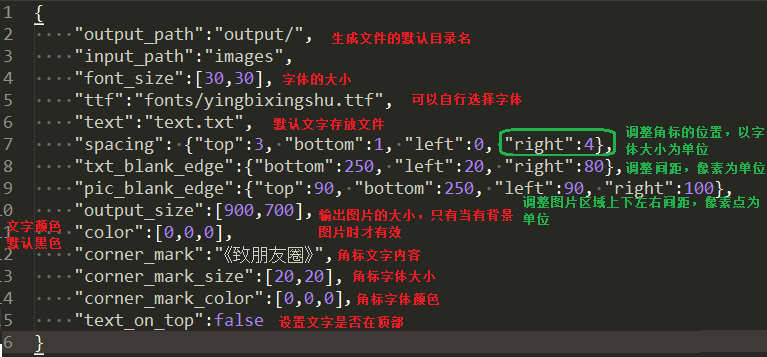 1 {
2 "output_path":"output/", 生成文件的默认目录名
3 "input_path":"images",
4 "font_size":[30,30], 字体的大小
5 "ttf":"fonts/yingbixingshu.ttf", 可以自行选择字体
6 "text":"text.txt", 默认文字存放文件
7 "spacing": {"top":3, "bottom":1, "left":0, "right":4}, 调整角标的位置，以字
体大小为单位
8 "txt_blank_edge":{"bottom":250, "left":20, "right":80}, 调整间距，像素为单位
9 "pic_blank_edge":{"top":90, "bottom":250, "left":90, "right":100},
调整图片区域上下左右间距，像素点为
单位
10 "output_size":[900,700], 输出图片的大小，只有当有背景
图片时才有效
文字颜色
默认黑色
11 "color":[0,0,0],
12 "corner_mark":"《致朋友圈》", 角标文字内容
13 "corner_mark_size":[20,20], 角标字体大小
14 "corner_mark_color":[0,0,0], 角标字体颜色
15 "text_on_top":false 设置文字是否在顶部
6 }